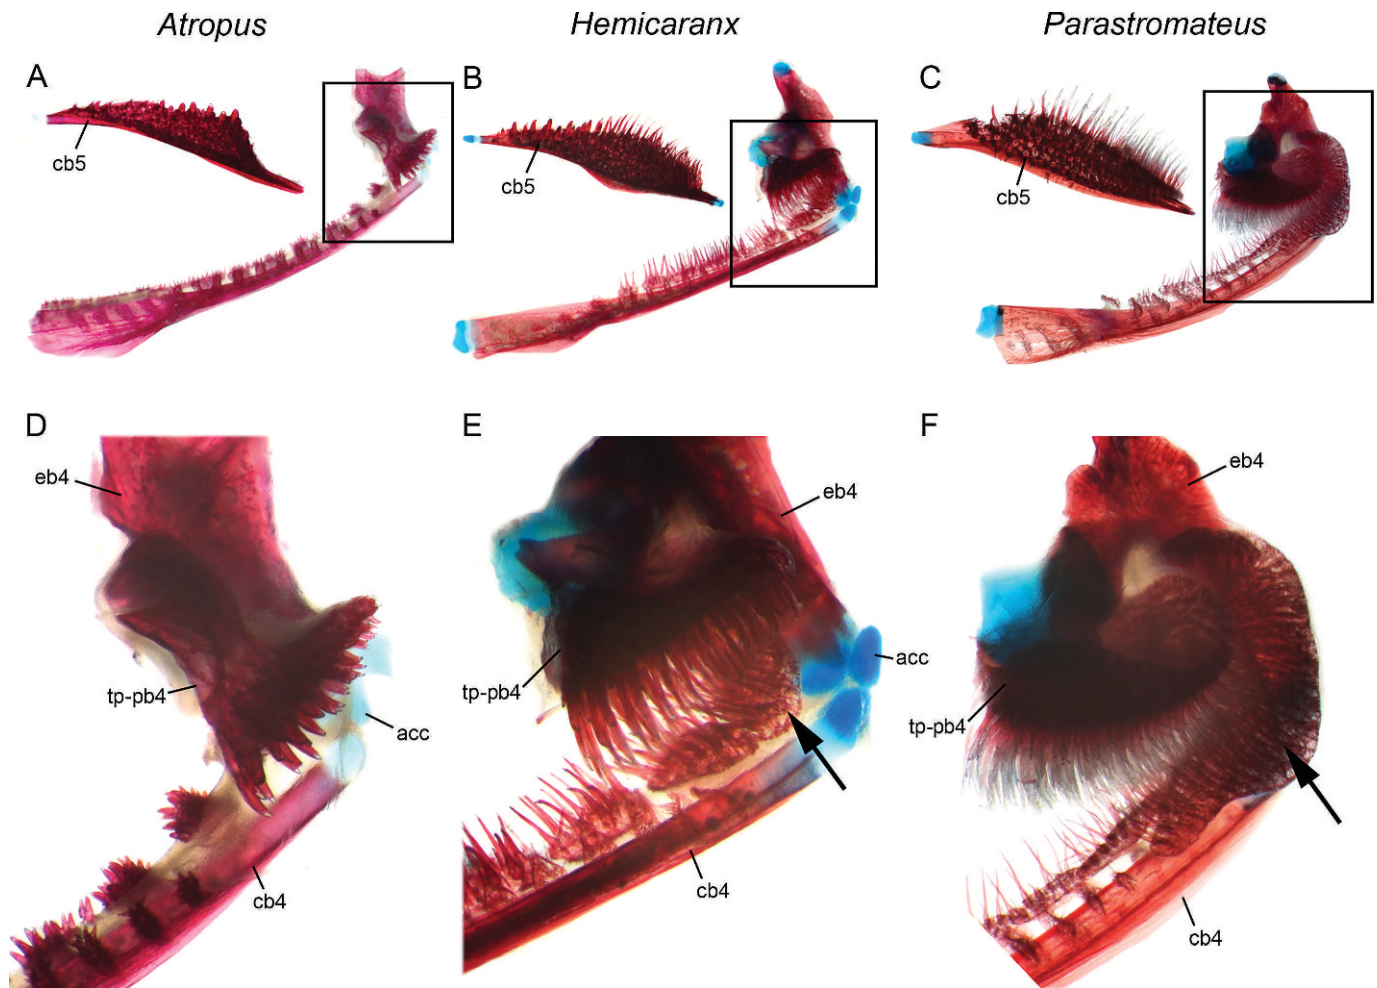 Atropus
Hemicaranx
Parastromateus
A
B
C
cb5
cb5
cb5
D
E
F
eb4
eb4
eb4
tp-pb4
tp-pb4
tp-pb4
acc
acc
cb4
cb4
cb4